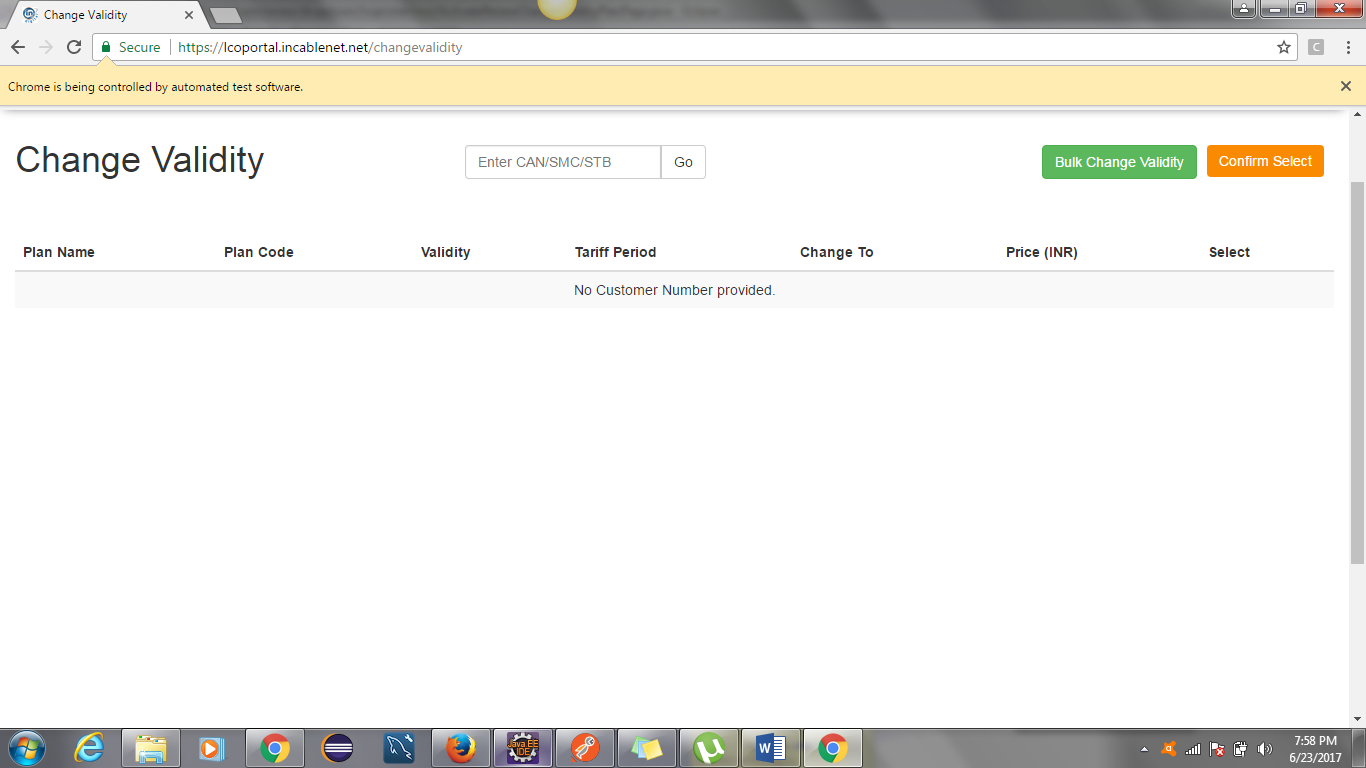 Change Validity
Secure https://lcoportal.incablenet.net/changevalidity
C
Chrome is being controlled by automated test software.
Change Validity
Enter CAN/SMC/STB Go Bulk Change Validity Confirm Select
Plan Name Plan Code Validity Tariff Period Change To Price (INR) Select
No Customer Number provided.
Java EE
IDE
7:58 PM
6/23/2017